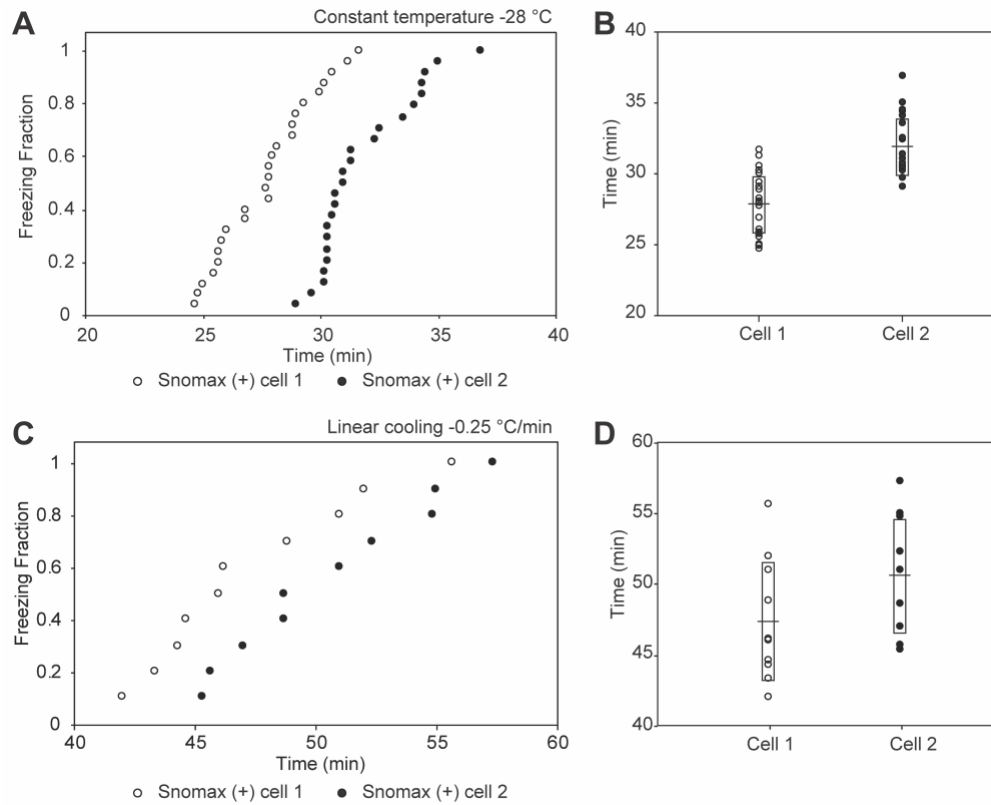 A
Constant temperature -28 °C
Freezing Fraction
1
0.8
0.6
0.4
0.2
0
20 25 30 35 40
Time (min)
Snomax (+) cell 1 Snomax (+) cell 2
B
Time (min)
40
35
30
25
20
Cell 1 Cell 2
C
Linear cooling -0.25 °C/min
Freezing Fraction
1
0.8
0.6
0.4
0.2
0
40 45 50 55 60
Time (min)
Snomax (+) cell 1 Snomax (+) cell 2
D
Time (min)
60
55
50
45
40
Cell 1 Cell 2